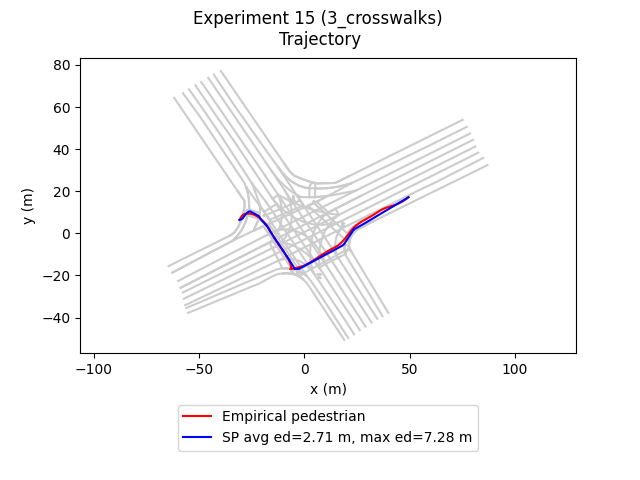 Experiment 15 (3_crosswalks)
Trajectory
80
60
40
20
0
−20
−40
y (m)
−100
−50
0
50
100
x (m)
Empirical pedestrian
SP avg ed=2.71 m, max ed=7.28 m